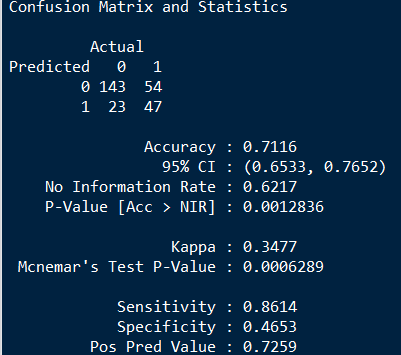 Confusion Matrix and Statistics
Actual
Predicted 0 1
0 143 54
1 23 47
Accuracy : 0.7116
95% CI : (0.6533, 0.7652)
No Information Rate : 0.6217
P-Value [Acc > NIR] : 0.0012836
Kappa : 0.3477
Mcnemar's Test P-Value : 0.0006289
Sensitivity : 0.8614
Specificity : 0.4653
Pos Pred Value : 0.7259